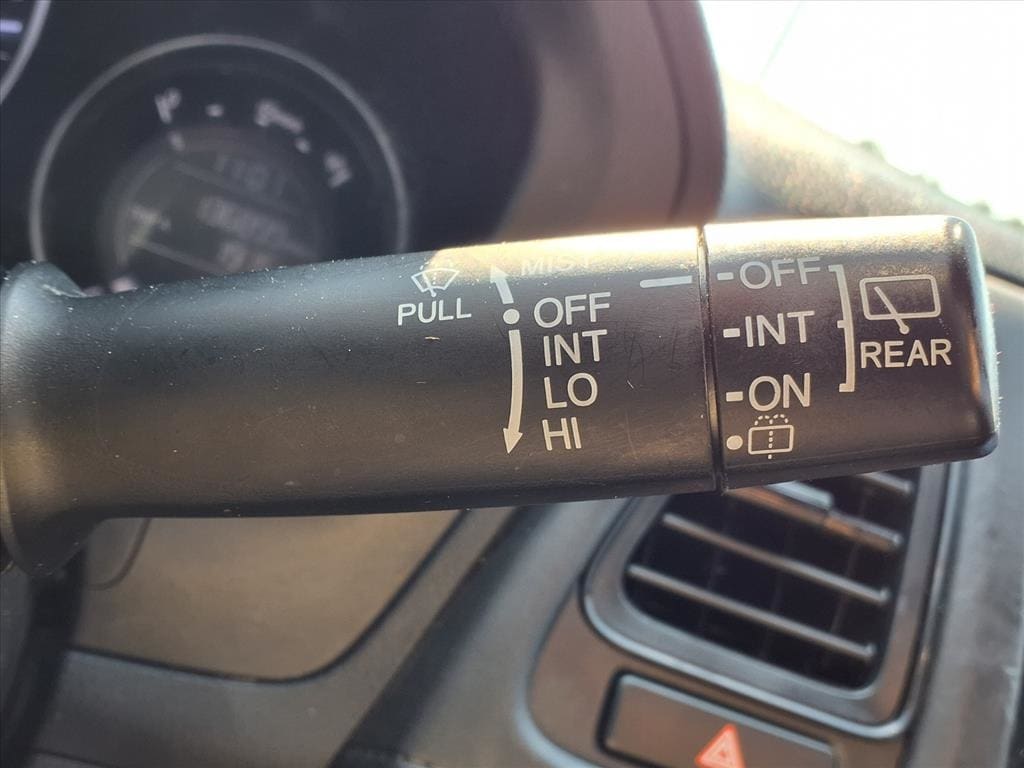 MIST
PULL
OFF
INT
LO
HI
-OFF
-INT
-ON
REAR